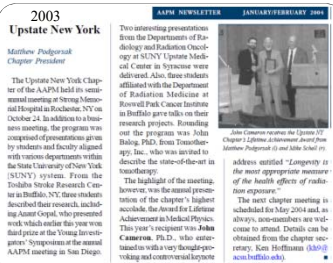 2003
AAPM NEWSLETTER
JANUARY/FEBRUARY 2004
Upstate New York
Matthew Podgorsak
Chapter President
The Upstate New York Chap-
ter of the AAPM held its semi-
annual meeting at Strong Memo-
rial Hospital in Rochester, NY on
October 24. In addition to a busi-
ness meeting, the program was
comprised of presentations given
by students and faculty aligned
with various departments within
the State University of New York
(SUNY) system. From the
Toshiba Stroke Research Cen-
ter in Buffalo, NY, three students
described their research, includ-
ing Anant Gopal, who presented
work which earlier this year won
third prize at the Young Investi-
gators' Symposium at the annual
AAPM meeting in San Diego.
Two interesting presentations
from the Departments of Ra-
diology and Radiation Oncol-
ogy at SUNY Upstate Medi-
cal Center in Syracuse were
delivered. Also, three students
affiliated with the Department
of Radiation Medicine at
Roswell Park Cancer Institute
in Buffalo gave talks on their
research projects. Rounding
out the program was John
Balog, PhD, from Tomother-
apy, Inc., who was invited to
describe the state-of-the-art in
tomotherapy.
The highlight of the meeting,
however, was the annual presen-
tation of the chapter's highest
accolade, the Award for Lifetime
Achievement in Medical Physics.
This year's recipient was John
Cameron, Ph.D., who enter-
tained us with a very thought-pro-
voking and controversial keynote
John Cameron receives the Upstate NY
Chapter's Lifetime Achievement Award from
Matthew Podgorsak (l) and Mike Schell (r).
address entitled "Longevity is
the most appropriate measure
of the health effects of radia-
tion exposure."
The next chapter meeting is
scheduled for May 2004 and, as
always, non-members are wel-
come to attend. Details can be
obtained from the chapter sec-
retary, Ken Hoffmann (kh9@
acsu.buffalo.edu).